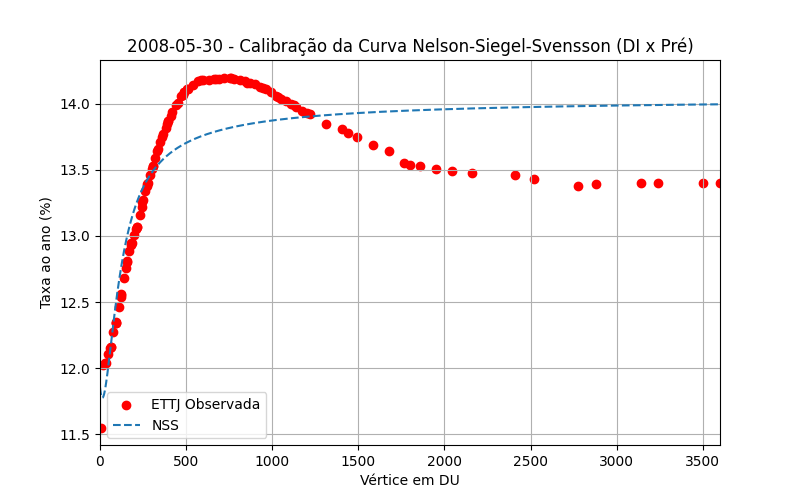 2008-05-30 - Calibração da Curva Nelson-Siegel-Svensson (DI x Pré)
Taxa ao ano (%)
14.0
13.5
13.0
12.5
12.0
11.5
ETTJ Observada
NSS
0 500 1000 1500 2000 2500 3000 3500
Vértice em DU